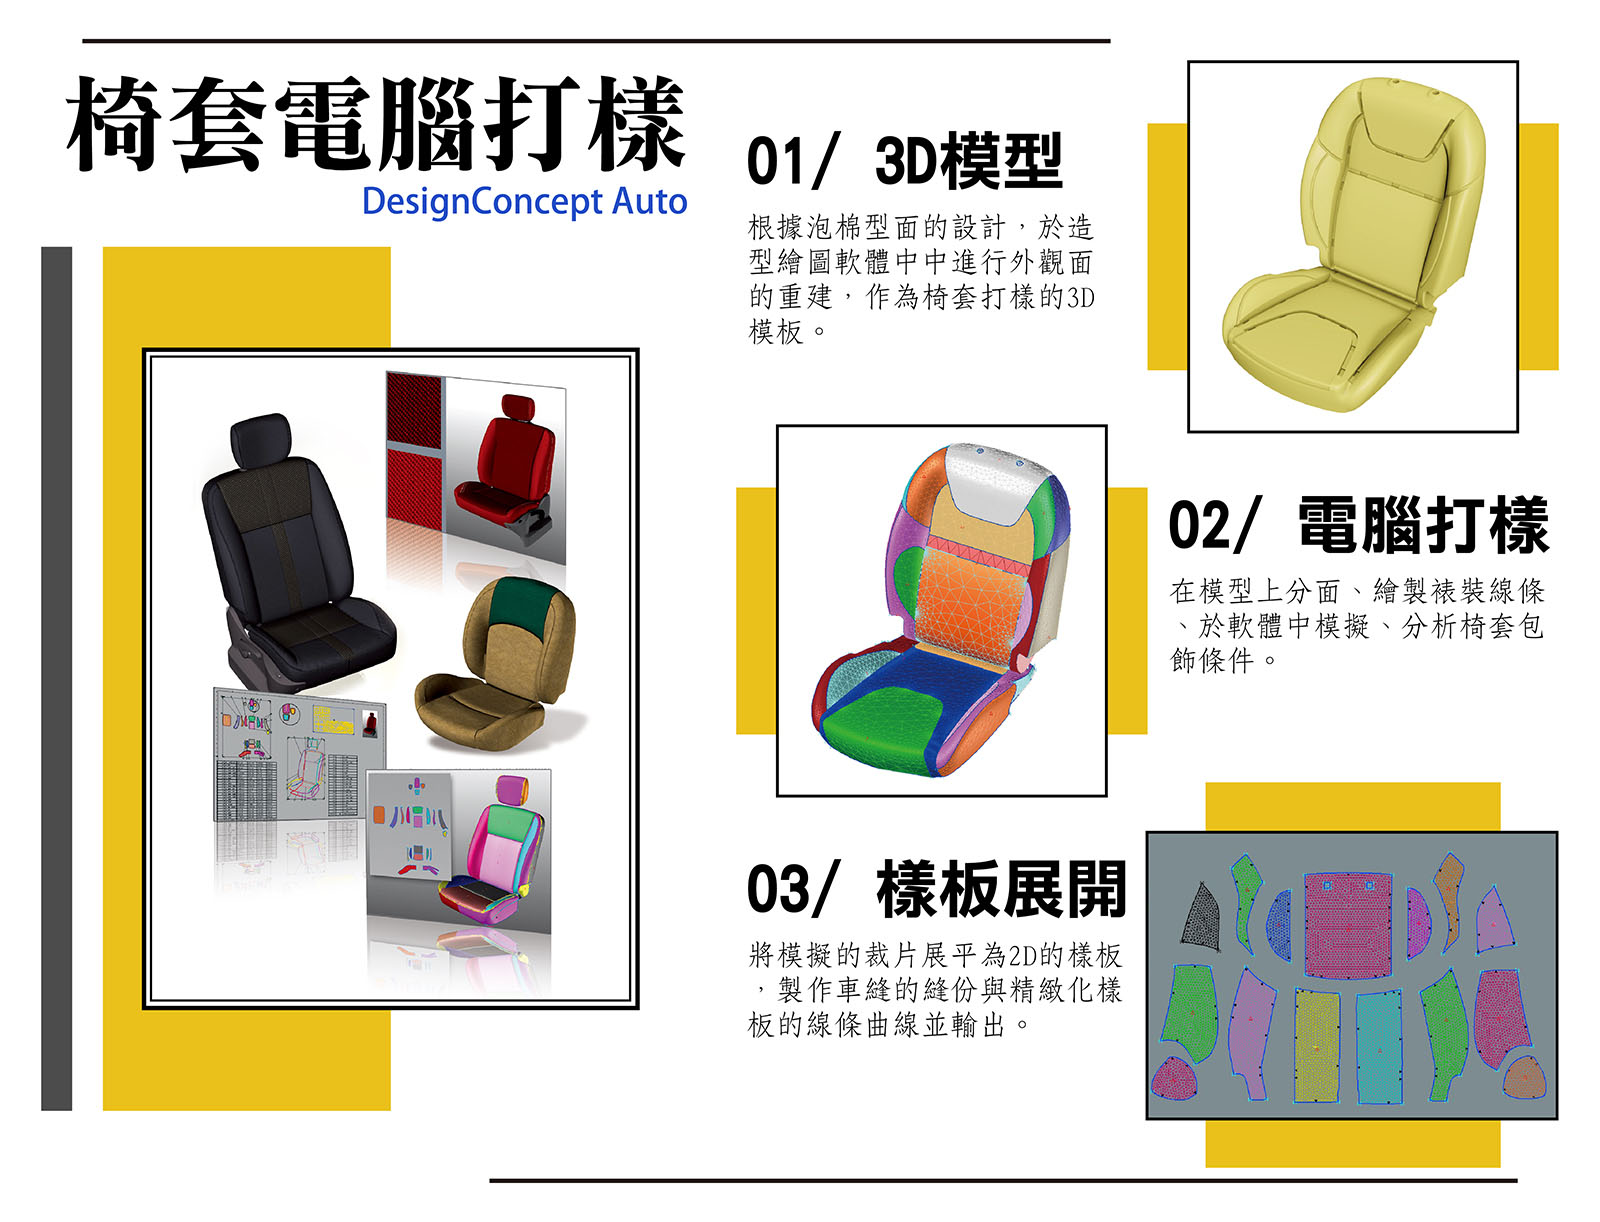 椅套電腦打樣
DesignConcept Auto
01/ 3D模型
根據泡棉型面的設計，於造
型繪圖軟體中中進行外觀面
的重建，作為椅套打樣的3D
模板。
02/ 電腦打樣
在模型上分面、繪製裱裝線條
、於軟體中模擬、分析椅套包
飾條件。
03/ 樣板展開
將模擬的裁片展平為2D的樣板
，製作車縫的縫份與精緻化樣
板的線條曲線並輸出。